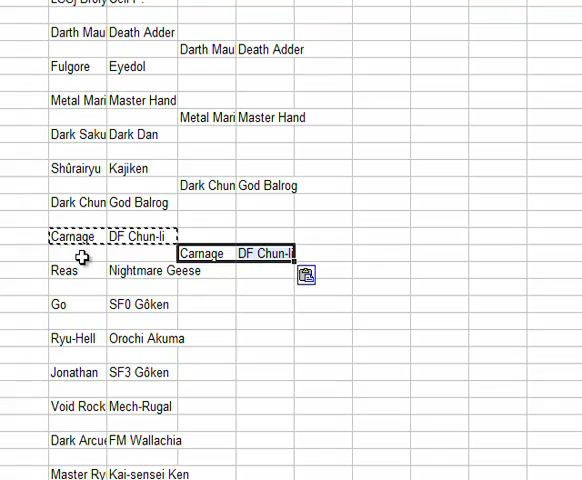 Darth Mau Death Adder
Darth Mau Death Adder
Fulgore Eyedol
Metal Mari Master Hand
Metal Mari Master Hand
Dark Saku Dark Dan
Shûrairyu Kajiken
Dark Chun God Balrog
Dark Chun God Balrog
Carnage DF Chun-li
Carnage DF Chun-li
Reas Nightmare Geese
Go SF0 Gôken
Ryu-Hell Orochi Akuma
Jonathan SF3 Gôken
Void Rock Mech-Rugal
Dark Arcue FM Wallachia
Master Ry Kai-sensei Ken